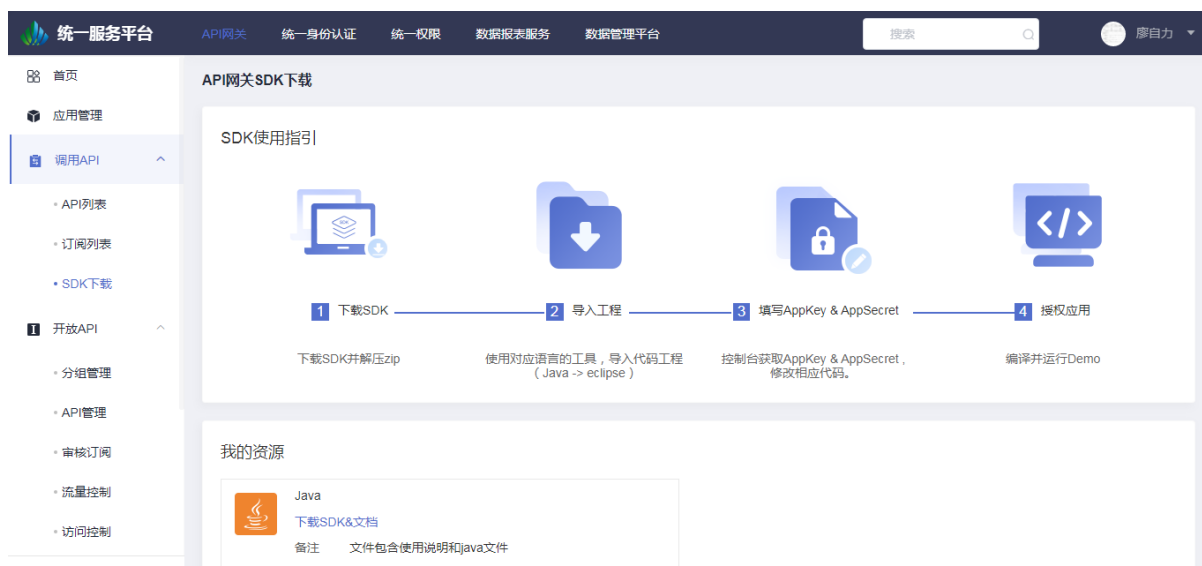 统一服务平台 API网关 统一身份认证 统一权限 数据报表服务 数据管理平台 搜索 廖自力
首页
应用管理
调用API
API列表
订阅列表
SDK下载
开放API
分组管理
API管理
审核订阅
流量控制
访问控制
API网关SDK下载
SDK使用指引
SDK
1 下载SDK
下载SDK并解压zip
2 导入工程
使用对应语言的工具，导入代码工程
（Java -> eclipse）
3 填写AppKey & AppSecret
控制台获取AppKey & AppSecret，
修改相应代码。
4 授权应用
编译并运行Demo
我的资源
Java
下载SDK&文档
备注 文件包含使用说明和java文件